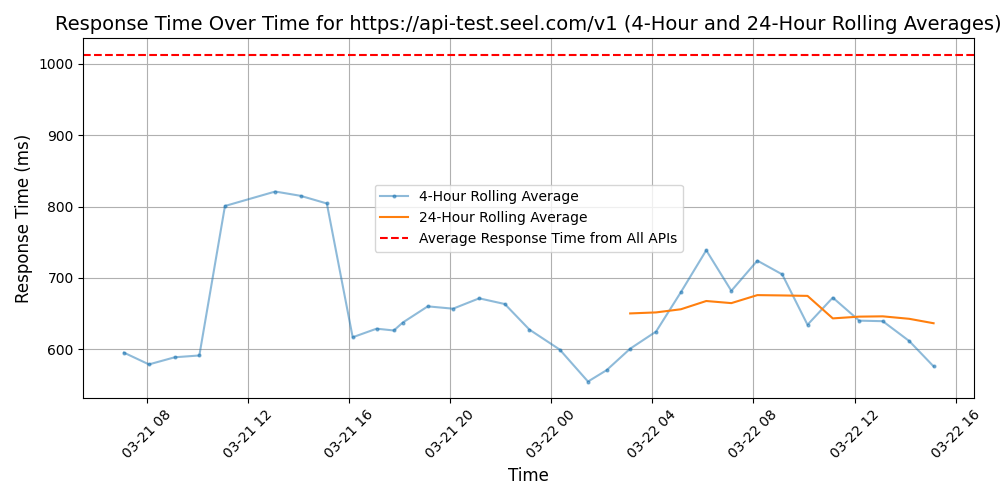 Response Time Over Time for https://api-test.seel.com/v1 (4-Hour and 24-Hour Rolling Averages)
Response Time (ms)
1000
900
800
700
600
4-Hour Rolling Average
24-Hour Rolling Average
Average Response Time from All APIs
03-21 08
03-21 12
03-21 16
03-21 20
03-22 00
03-22 04
03-22 08
03-22 12
03-22 16
Time